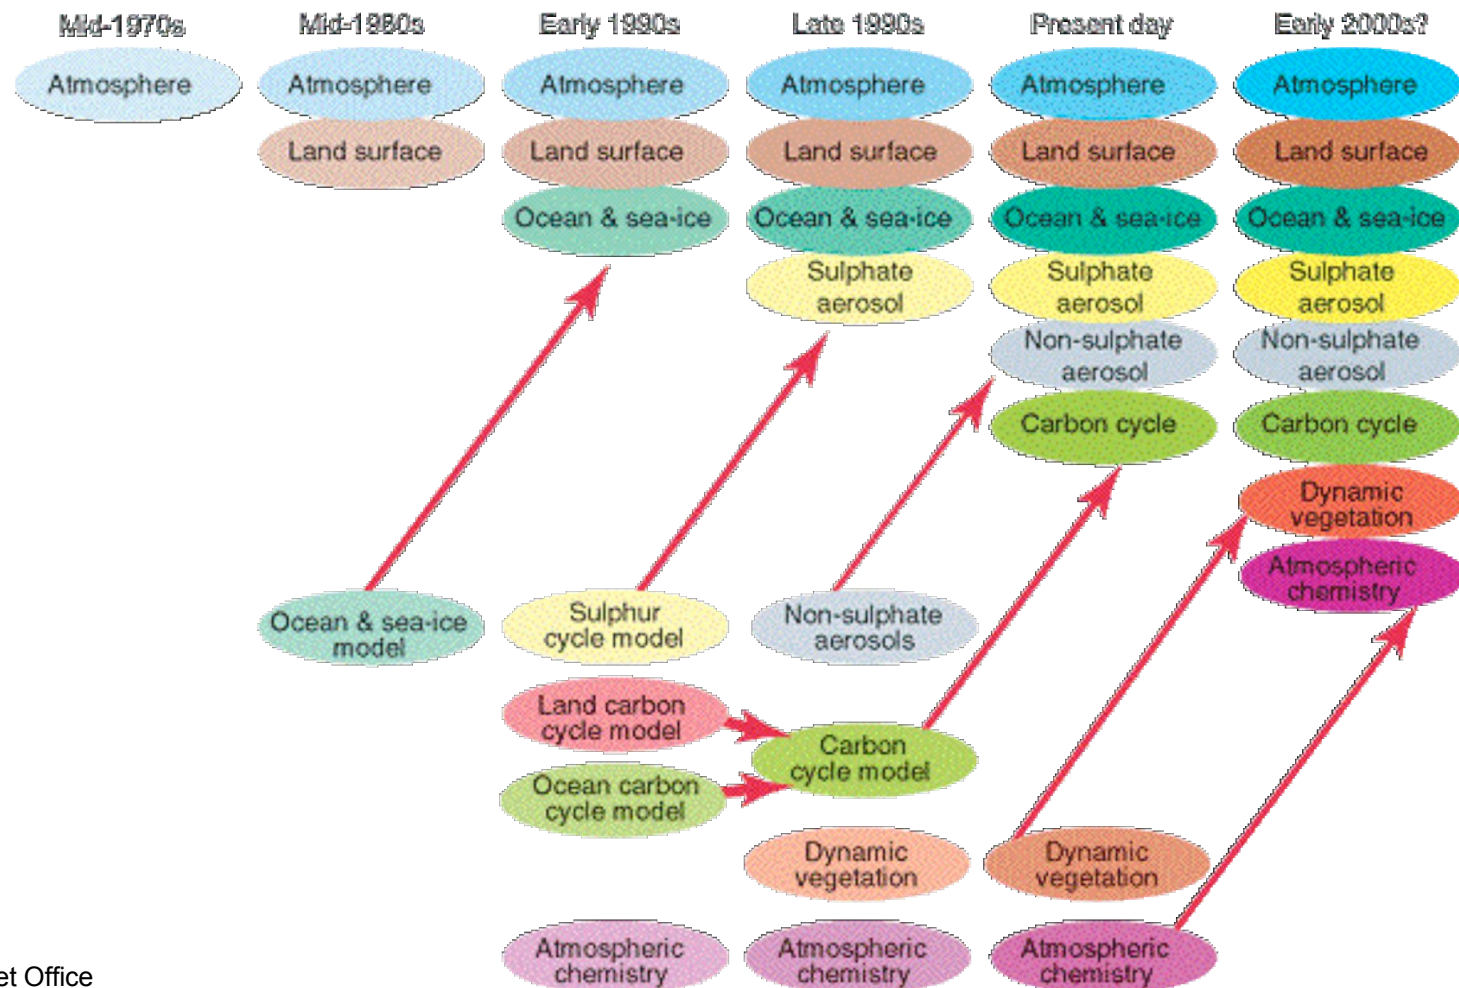 Mid-1970s Mid-1980s Early 1990s Late 1990s Present day Early 2000s?
Atmosphere Atmosphere Atmosphere Atmosphere Atmosphere Atmosphere
Land surface Land surface Land surface Land surface Land surface
Ocean & sea-ice Ocean & sea-ice Ocean & sea-ice Ocean & sea-ice
Sulphate Sulphate Sulphate
aerosol aerosol aerosol
Non-sulphate Non-sulphate
aerosol aerosol
Carbon cycle Carbon cycle
Dynamic
vegetation
Atmospheric
chemistry
Ocean & sea-ice
model
Sulphur
cycle model
Non-sulphate
aerosols
Land carbon
cycle model
Carbon
cycle model
Ocean carbon
cycle model
Dynamic
vegetation
Dynamic
vegetation
Atmospheric
chemistry
Atmospheric
chemistry
Atmospheric
chemistry
et Office